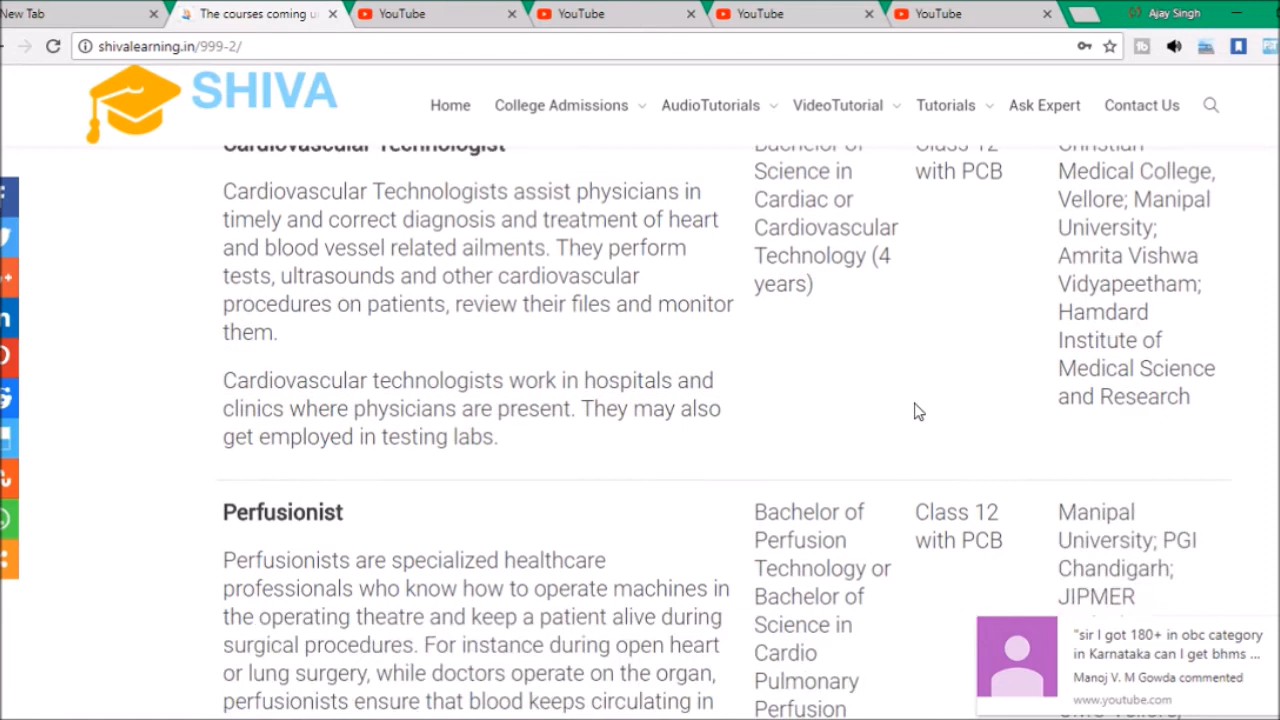 New Tab
The courses coming u
YouTube
YouTube
YouTube
YouTube
Ajay Singh
shivalearning.in/999-2/
SHIVA
Home
College Admissions
AudioTutorials
VideoTutorial
Tutorials
Ask Expert
Contact Us
Cardiovascular Technologist
Cardiovascular Technologists assist physicians in
timely and correct diagnosis and treatment of heart
and blood vessel related ailments. They perform
tests, ultrasounds and other cardiovascular
procedures on patients, review their files and monitor
them.
Cardiovascular technologists work in hospitals and
clinics where physicians are present. They may also
get employed in testing labs.
Bachelor of
Science in
Cardiac or
Cardiovascular
Technology (4
years)
Class 12
with PCB
Christian
Medical College,
Vellore; Manipal
University;
Amrita Vishwa
Vidyapeetham;
Hamdard
Institute of
Medical Science
and Research
Perfusionist
Perfusionists are specialized healthcare
professionals who know how to operate machines in
the operating theatre and keep a patient alive during
surgical procedures. For instance during open heart
or lung surgery, while doctors operate on the organ,
perfusionists ensure that blood keeps circulating in
Bachelor of
Perfusion
Technology or
Bachelor of
Science in
Cardio
Pulmonary
Perfusion
Class 12
with PCB
Manipal
University; PGI
Chandigarh;
JIPMER
"sir I got 180+ in obc category
in Karnataka can I get bhms ...
Manoj V. M Gowda commented
www.youtube.com